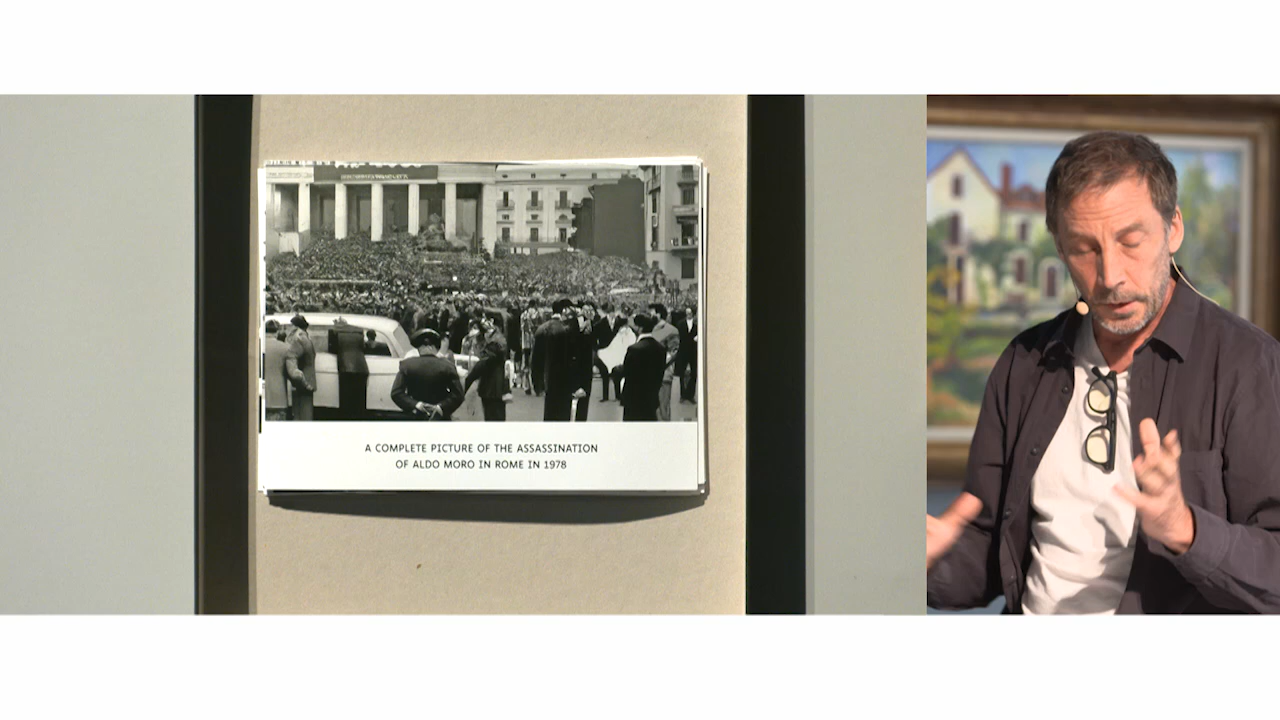 A COMPLETE PICTURE OF THE ASSASSINATION
OF ALDO MORO IN ROME IN 1978